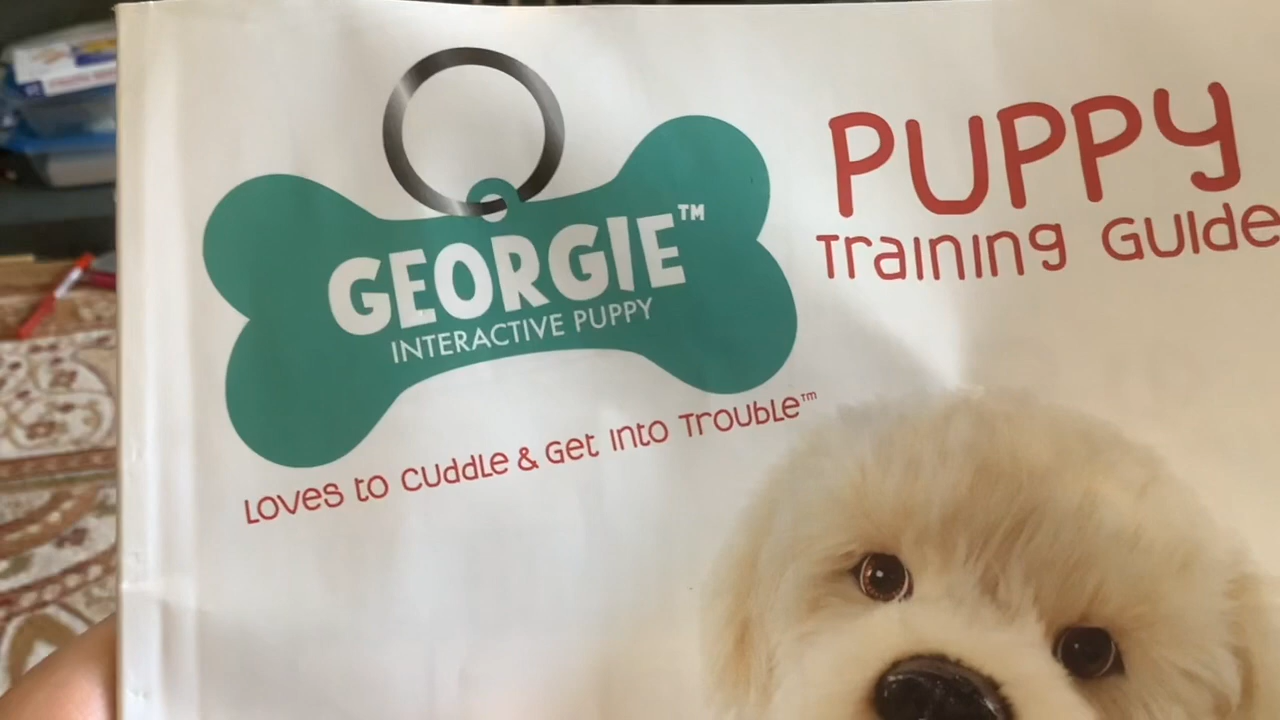 GEORGIE™
INTERACTIVE PUPPY
Loves to Cuddle & Get Into Trouble™
Puppy
Training Guide